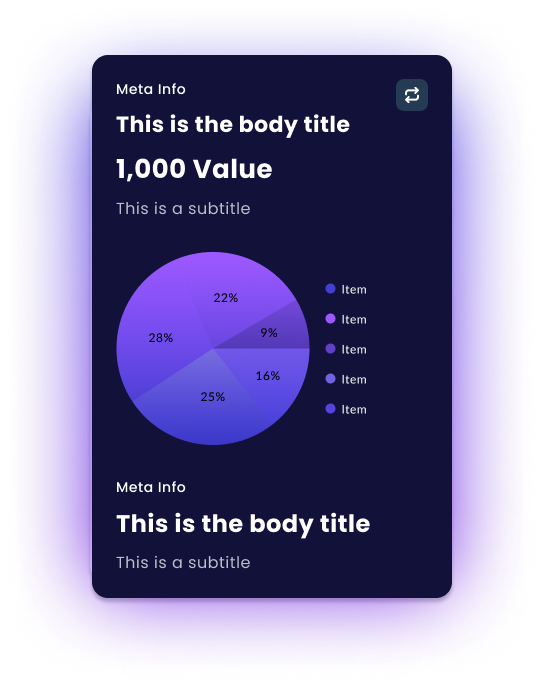 Meta Info
This is the body title
1,000 Value
This is a subtitle
22%
9%
28%
16%
25%
Item
Item
Item
Item
Item
Meta Info
This is the body title
This is a subtitle